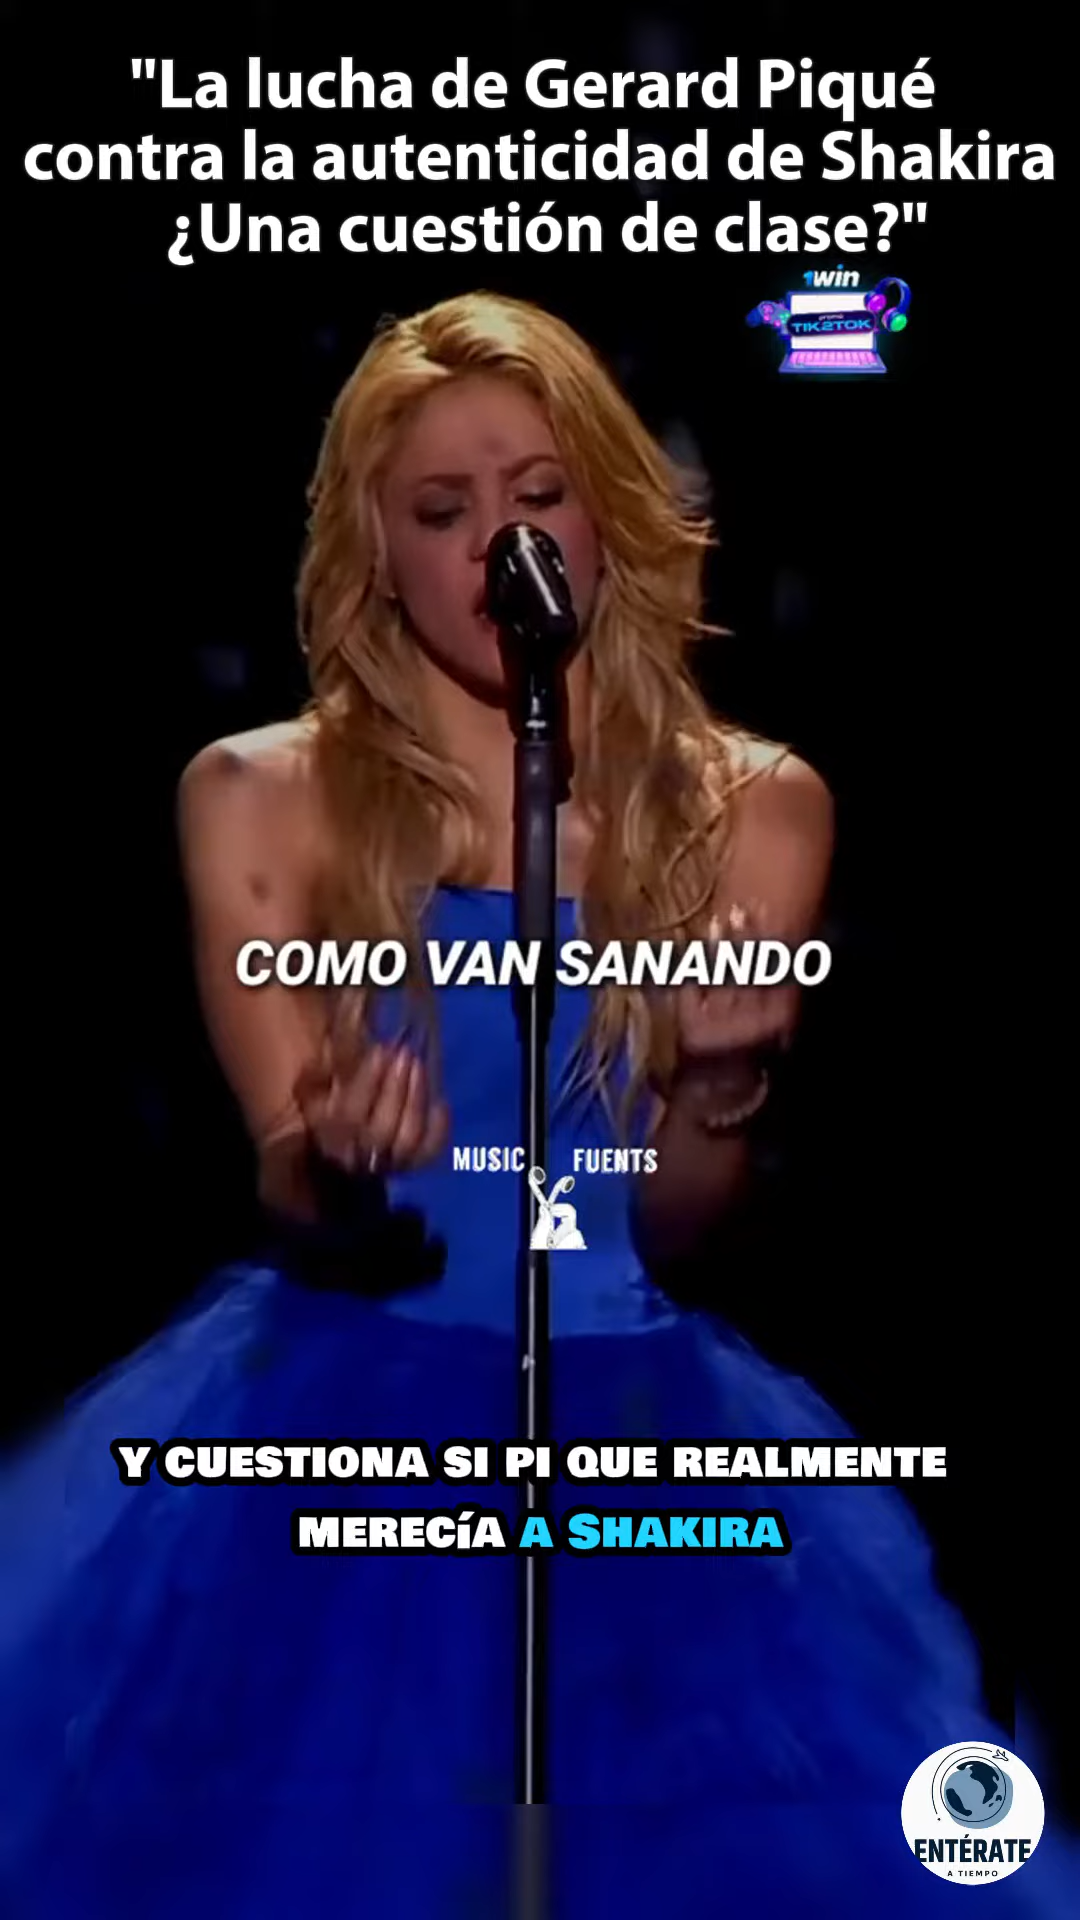 "La lucha de Gerard Piqué
contra la autenticidad de Shakira
¿Una cuestión de clase?"
1win
promo
TIK2TOK
COMO VAN SANANDO
MUSIC FUENTS
Y CUESTIONA SI PI QUE REALMENTE
MERECÍA A SHAKIRA
ENTÉRATE
A TIEMPO